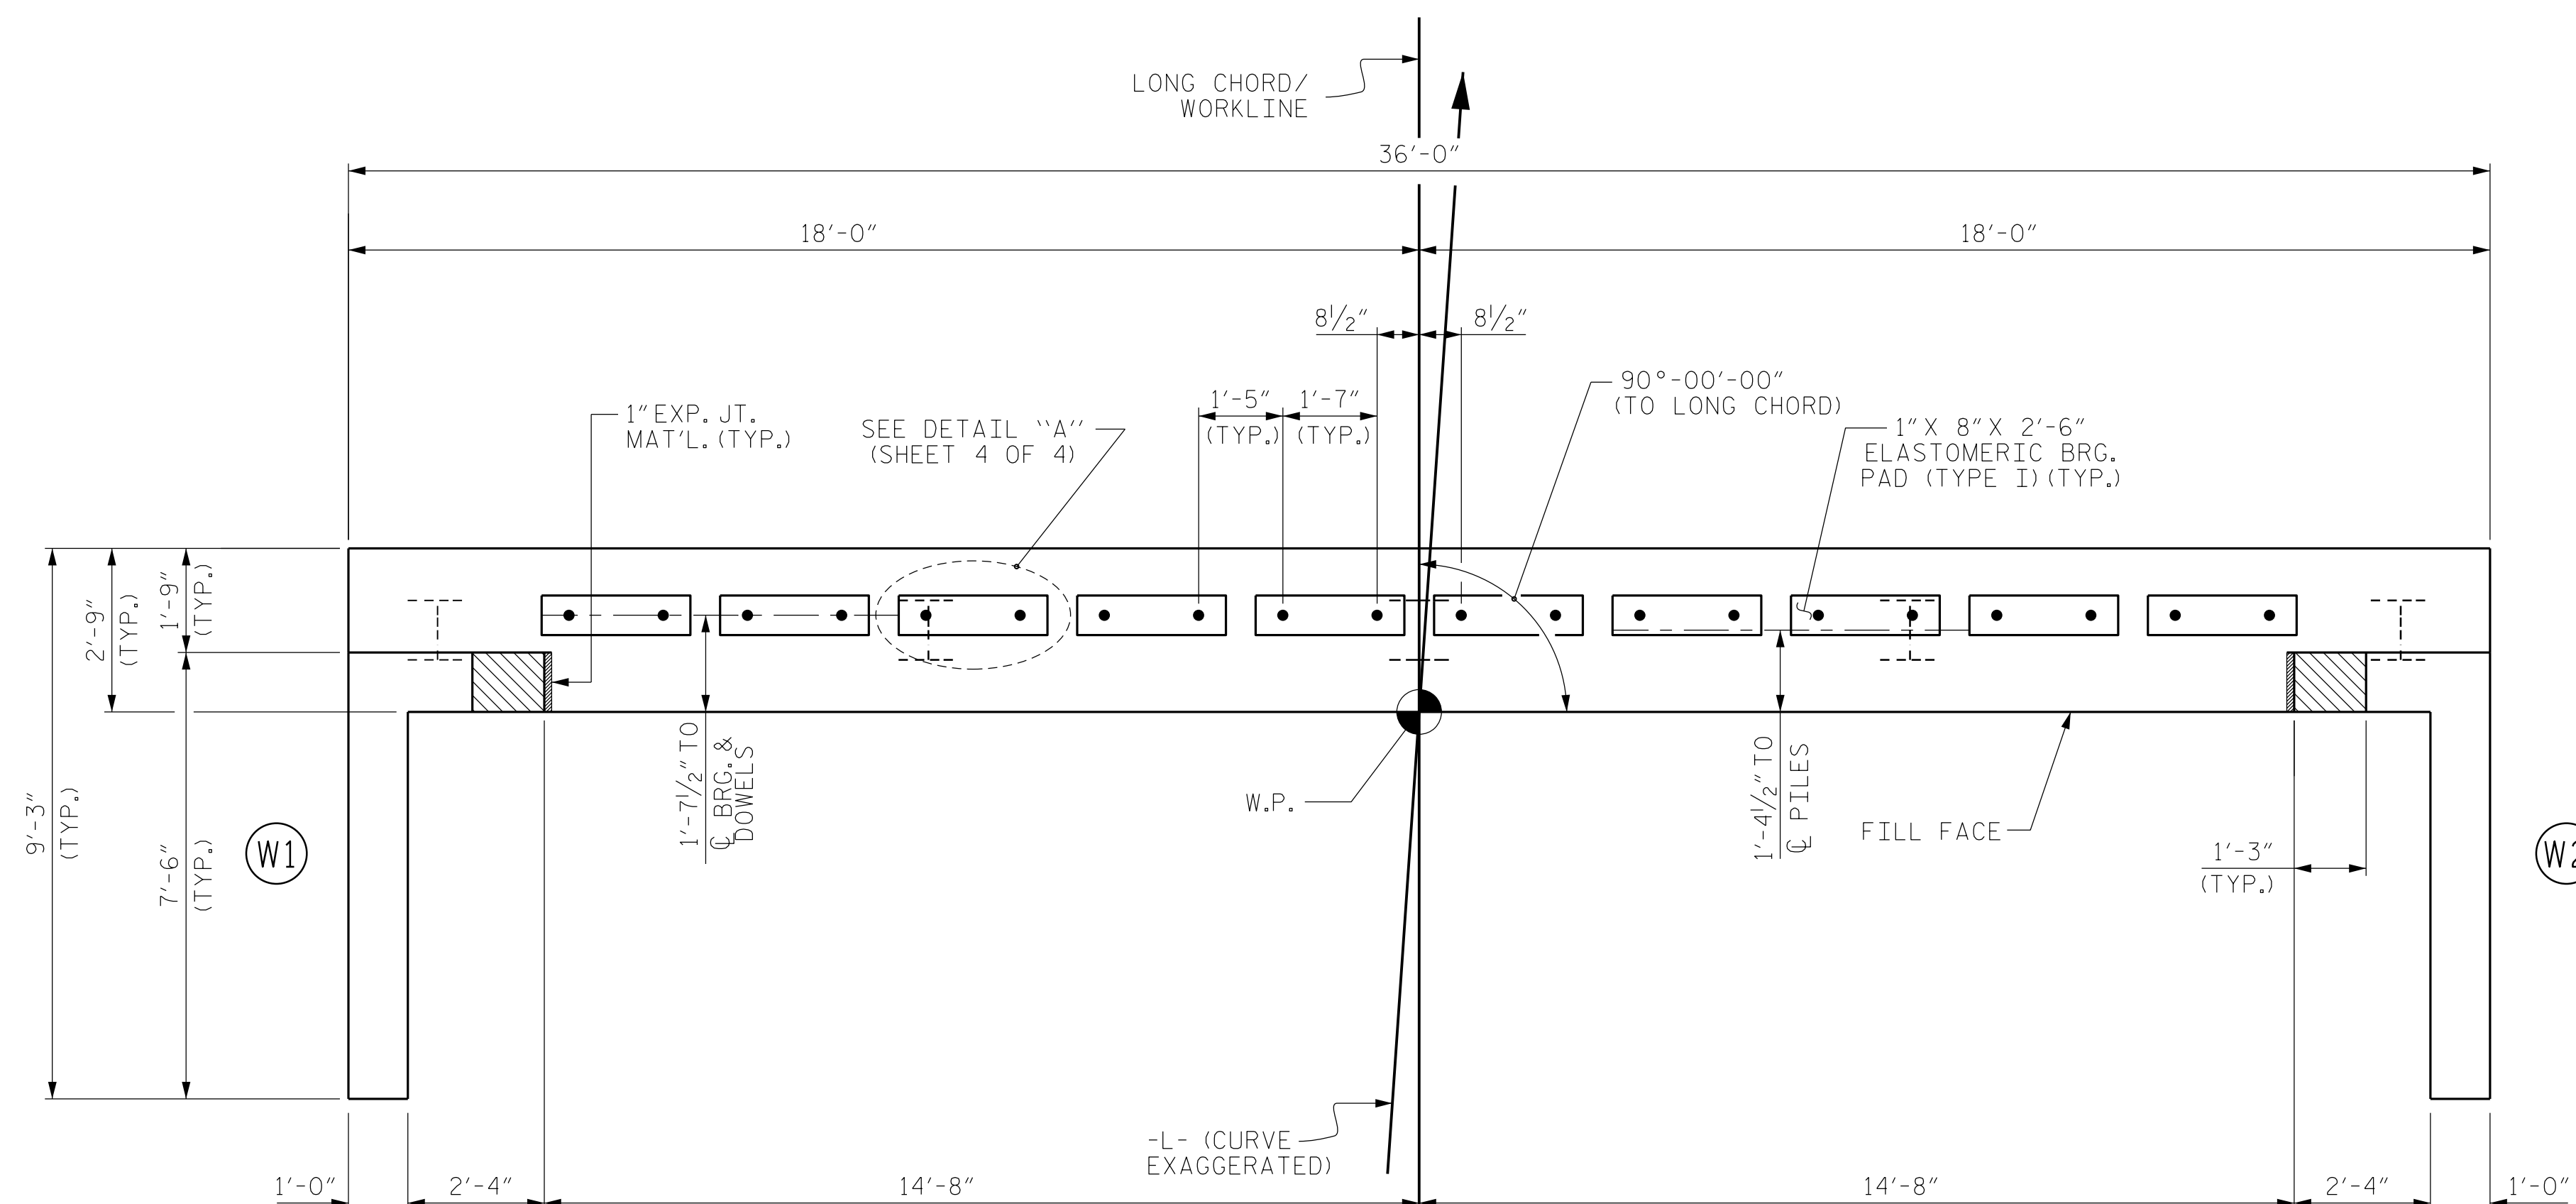 LONG CHORD/
WORKLINE
36'-0"
18'-0"
18'-0"
8½"
8½"
1'-5"
(TYP.)
1'-7"
(TYP.)
90°-00'-00"
(TO LONG CHORD)
1" EXP. JT.
MAT'L. (TYP.)
SEE DETAIL "A"
(SHEET 4 OF 4)
1" X 8" X 2'-6"
ELASTOMERIC BRG.
PAD (TYPE I)(TYP.)
9'-3"
(TYP.)
2'-9"
(TYP.)
1'-9"
(TYP.)
7'-6"
(TYP.)
W1
1'-7½" TO
℄ BRG. &
DOWELS
W.P.
1'-4½" TO
℄ PILES
FILL FACE
1'-3"
(TYP.)
W2
-L- (CURVE
EXAGGERATED)
1'-0"
2'-4"
14'-8"
14'-8"
2'-4"
1'-0"